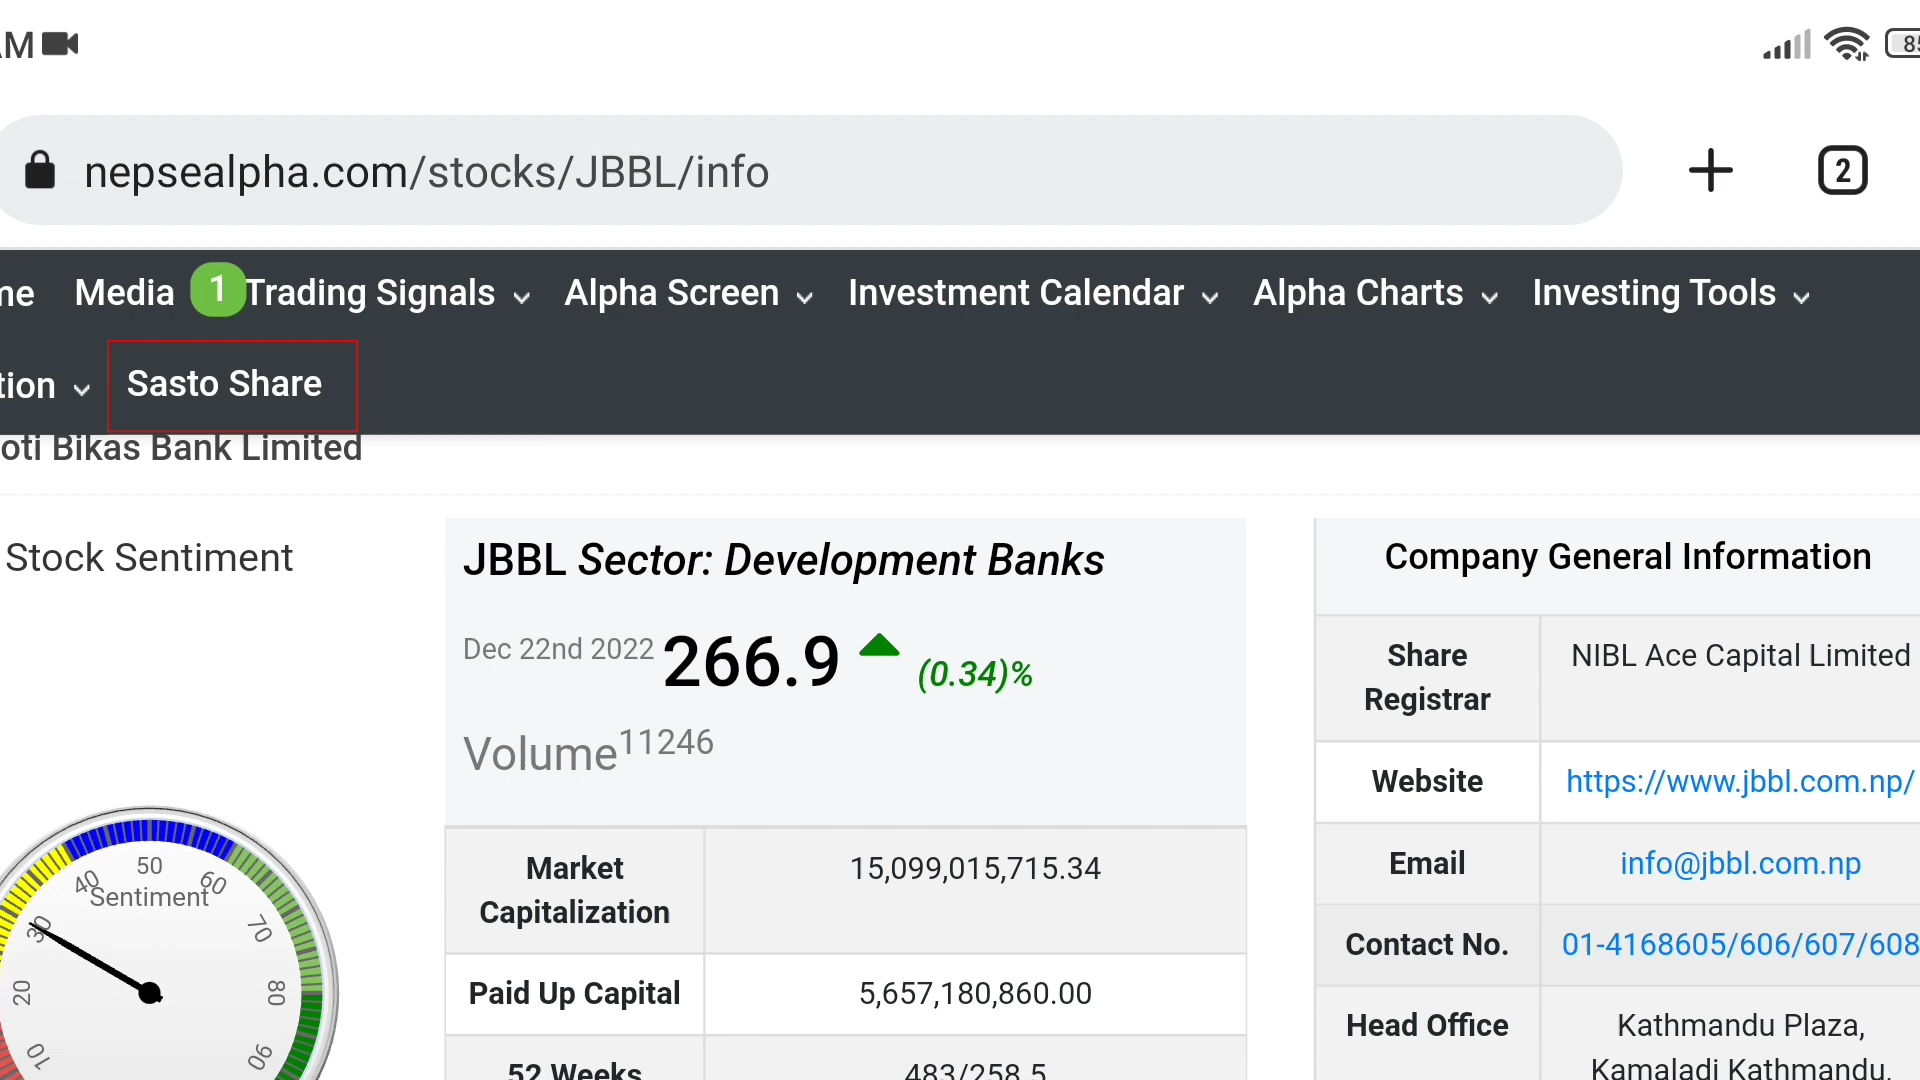 AM
85
nepsealpha.com/stocks/JBBL/info
2
me Media 1 Trading Signals Alpha Screen Investment Calendar Alpha Charts Investing Tools
tion Sasto Share
oti Bikas Bank Limited
Stock Sentiment
JBBL Sector: Development Banks
Dec 22nd 2022 266.9 (0.34)%
Volume 11246
Market Capitalization 15,099,015,715.34
Paid Up Capital 5,657,180,860.00
52 Weeks 483/258.5
Company General Information
Share Registrar NIBL Ace Capital Limited
Website https://www.jbbl.com.np/
Email info@jbbl.com.np
Contact No. 01-4168605/606/607/608
Head Office Kathmandu Plaza,
Kamaladi Kathmandu.
10 20 30 40 50 60 70 80 90
Sentiment